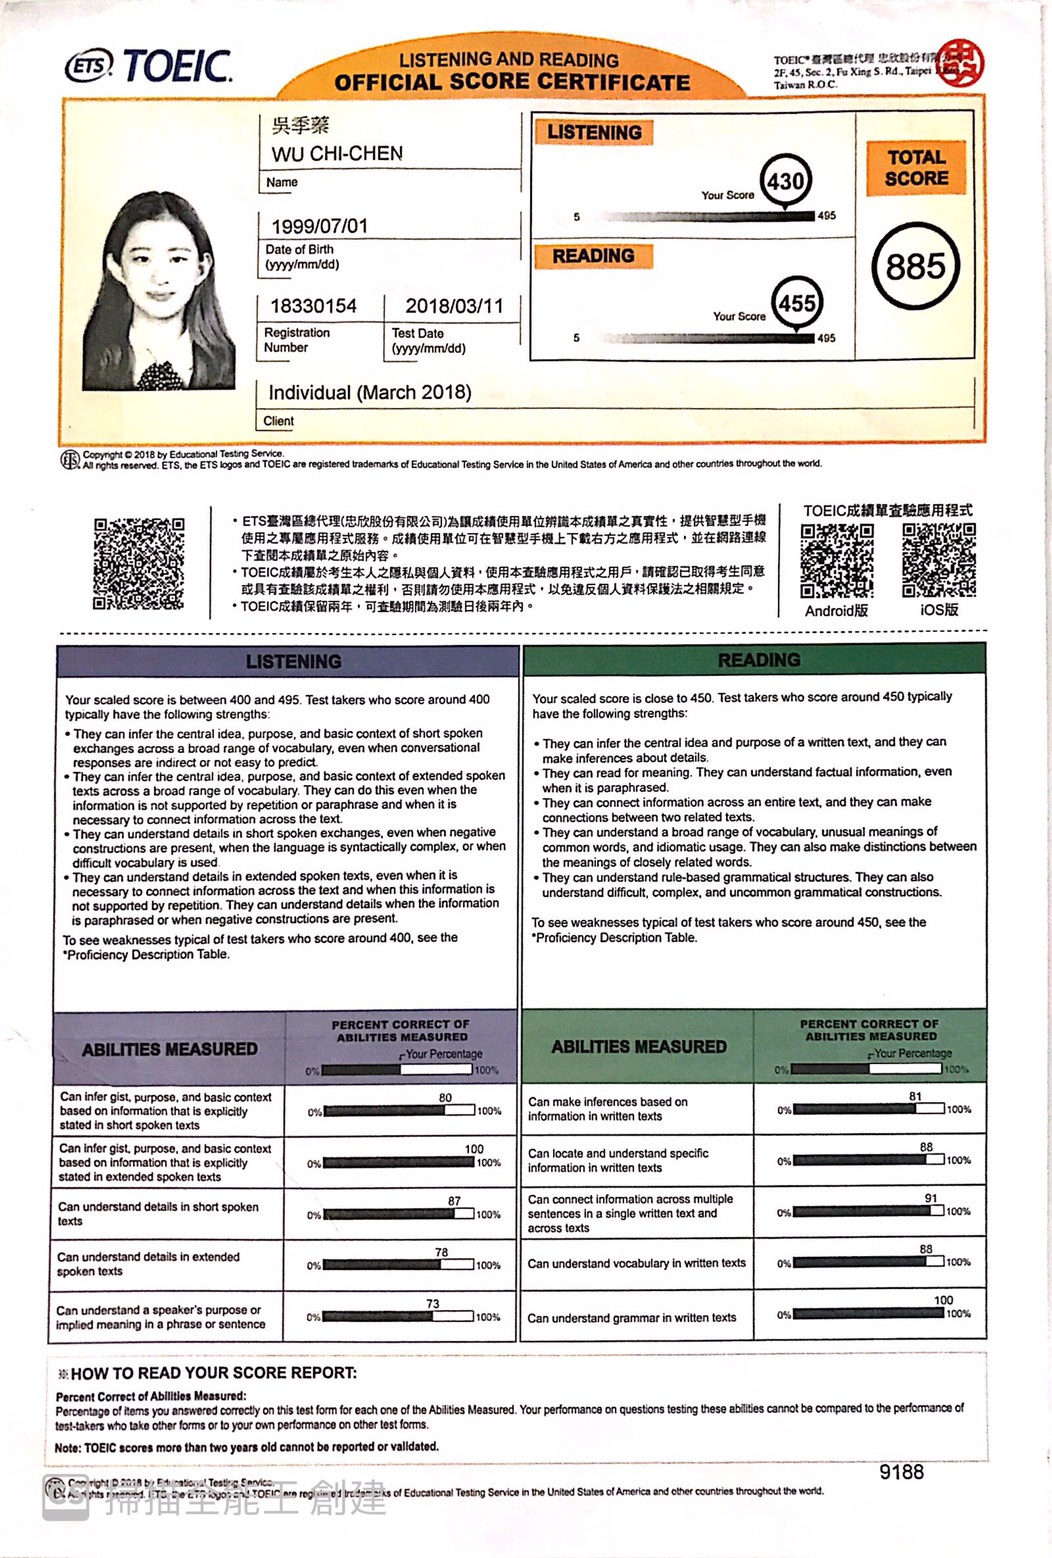 ETS TOEIC.
LISTENING AND READING
OFFICIAL SCORE CERTIFICATE
TOEIC® 臺灣區總代理 忠欣股份有限
2F, 45, Sec. 2, Fu Xing S. Rd., Taipei
Taiwan R.O.C.
吳季蓁
WU CHI-CHEN
Name
1999/07/01
Date of Birth
(yyyy/mm/dd)
18330154
Registration
Number
2018/03/11
Test Date
(yyyy/mm/dd)
Individual (March 2018)
Client
LISTENING
Your Score 430
5 495
READING
Your Score 455
5 495
TOTAL
SCORE
885
Copyright © 2018 by Educational Testing Service.
All rights reserved. ETS, the ETS logos and TOEIC are registered trademarks of Educational Testing Service in the United States of America and other countries throughout the world.
• ETS臺灣區總代理(忠欣股份有限公司)為讓成績使用單位辨識本成績單之真實性，提供智慧型手機
使用之專屬應用程式服務。成績使用單位可在智慧型手機上下載右方之應用程式，並在網路連線
下查閱本成績單之原始內容。
• TOEIC成績屬於考生本人之隱私與個人資料，使用本查驗應用程式之用戶，請確認已取得考生同意
或具有查驗該成績單之權利，否則請勿使用本應用程式，以免違反個人資料保護法之相關規定。
• TOEIC成績保留兩年，可查驗期間為測驗日後兩年內。
TOEIC成績單查驗應用程式
Android版
iOS版
LISTENING
Your scaled score is between 400 and 495. Test takers who score around 400
typically have the following strengths:
• They can infer the central idea, purpose, and basic context of short spoken
exchanges across a broad range of vocabulary, even when conversational
responses are indirect or not easy to predict.
• They can infer the central idea, purpose, and basic context of extended spoken
texts across a broad range of vocabulary. They can do this even when the
information is not supported by repetition or paraphrase and when it is
necessary to connect information across the text.
• They can understand details in short spoken exchanges, even when negative
constructions are present, when the language is syntactically complex, or when
difficult vocabulary is used.
• They can understand details in extended spoken texts, even when it is
necessary to connect information across the text and when this information is
not supported by repetition. They can understand details when the information
is paraphrased or when negative constructions are present.
To see weaknesses typical of test takers who score around 400, see the
"Proficiency Description Table.
READING
Your scaled score is close to 450. Test takers who score around 450 typically
have the following strengths:
• They can infer the central idea and purpose of a written text, and they can
make inferences about details.
• They can read for meaning. They can understand factual information, even
when it is paraphrased.
• They can connect information across an entire text, and they can make
connections between two related texts.
• They can understand a broad range of vocabulary, unusual meanings of
common words, and idiomatic usage. They can also make distinctions between
the meanings of closely related words.
• They can understand rule-based grammatical structures. They can also
understand difficult, complex, and uncommon grammatical constructions.
To see weaknesses typical of test takers who score around 450, see the
"Proficiency Description Table.
ABILITIES MEASURED
PERCENT CORRECT OF
ABILITIES MEASURED
Your Percentage
0% 100%
Can infer gist, purpose, and basic context
based on information that is explicitly
stated in short spoken texts
80
0% 100%
Can infer gist, purpose, and basic context
based on information that is explicitly
stated in extended spoken texts
100
0% 100%
Can understand details in short spoken
texts
87
0% 100%
Can understand details in extended
spoken texts
78
0% 100%
Can understand a speaker's purpose or
implied meaning in a phrase or sentence
73
0% 100%
ABILITIES MEASURED
PERCENT CORRECT OF
ABILITIES MEASURED
Your Percentage
0% 100%
Can make inferences based on
information in written texts
81
0% 100%
Can locate and understand specific
information in written texts
88
0% 100%
Can connect information across multiple
sentences in a single written text and
across texts
91
0% 100%
Can understand vocabulary in written texts
88
0% 100%
Can understand grammar in written texts
100
0% 100%
※HOW TO READ YOUR SCORE REPORT:
Percent Correct of Abilities Measured:
Percentage of items you answered correctly on this test form for each one of the Abilities Measured. Your performance on questions testing these abilities cannot be compared to the performance of
test-takers who take other forms or to your own performance on other test forms.
Note: TOEIC scores more than two years old cannot be reported or validated.
9188
Copyright © 2018 by Educational Testing Service.
All rights reserved. ETS, the ETS logos and TOEIC are registered trademarks of Educational Testing Service in the United States of America and other countries throughout the world.
CS 掃描全能王 創建